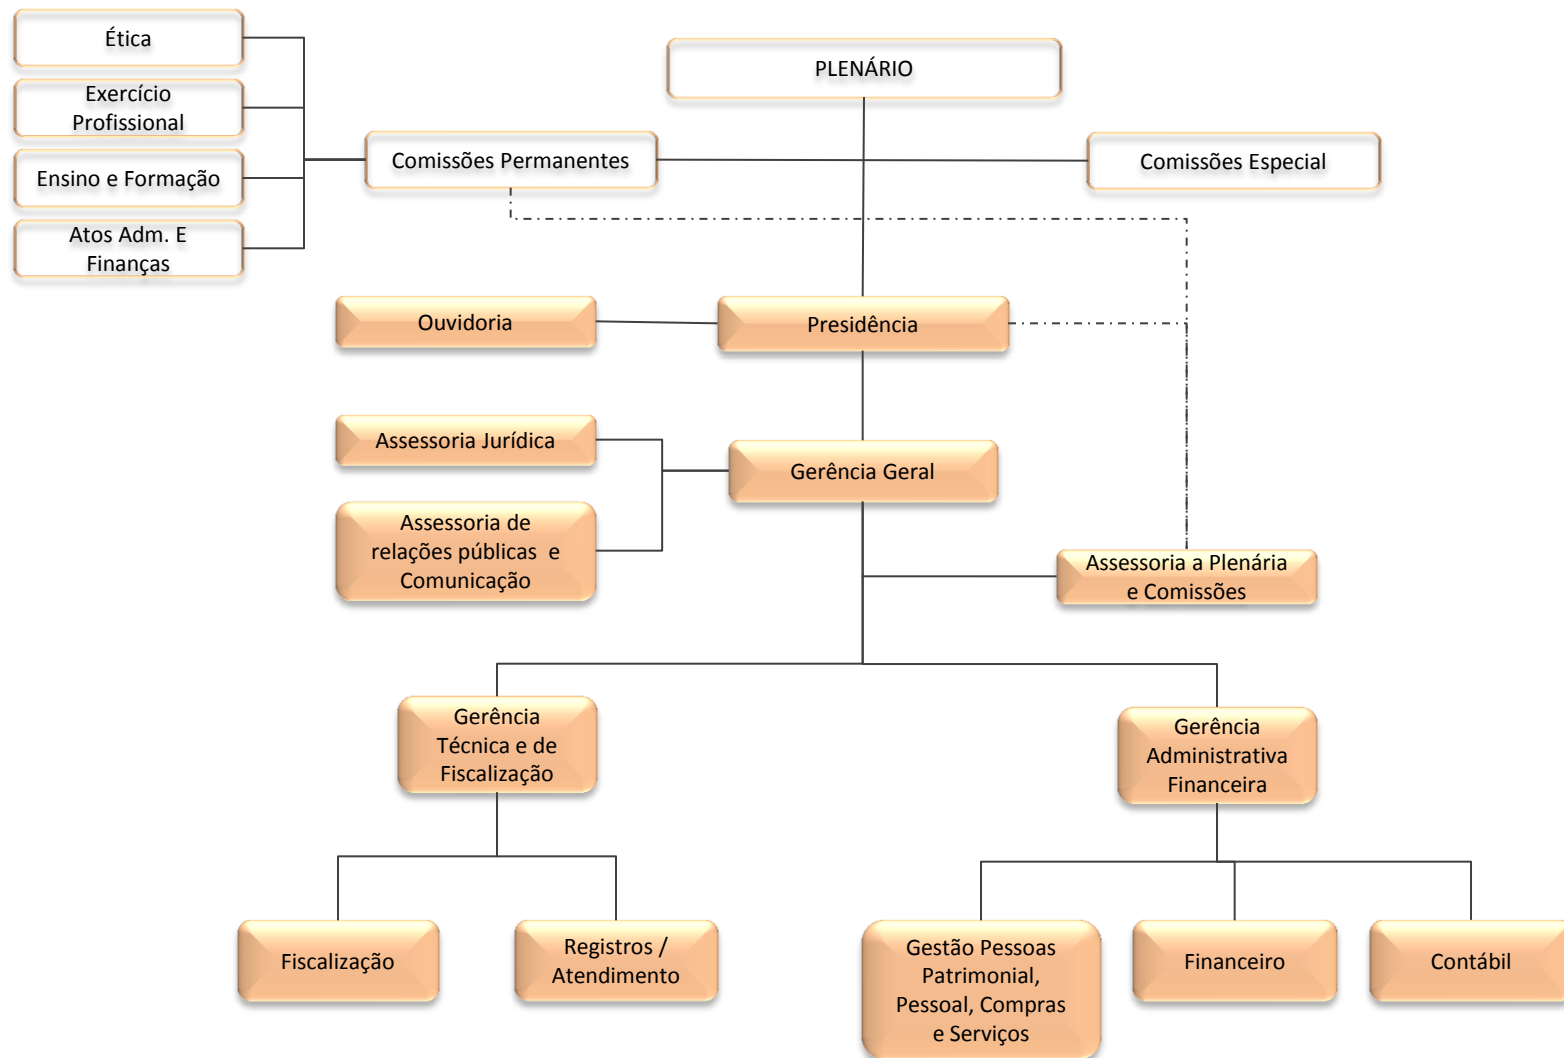 Ética
PLENÁRIO
Exercício
Profissional
Comissões Permanentes
Comissões Especial
Ensino e Formação
Atos Adm. E
Finanças
Ouvidoria
Presidência
Assessoria Jurídica
Gerência Geral
Assessoria de
relações públicas e
Comunicação
Assessoria a Plenária
e Comissões
Gerência
Técnica e de
Fiscalização
Gerência
Administrativa
Financeira
Fiscalização
Registros /
Atendimento
Gestão Pessoas
Patrimonial,
Pessoal, Compras
e Serviços
Financeiro
Contábil